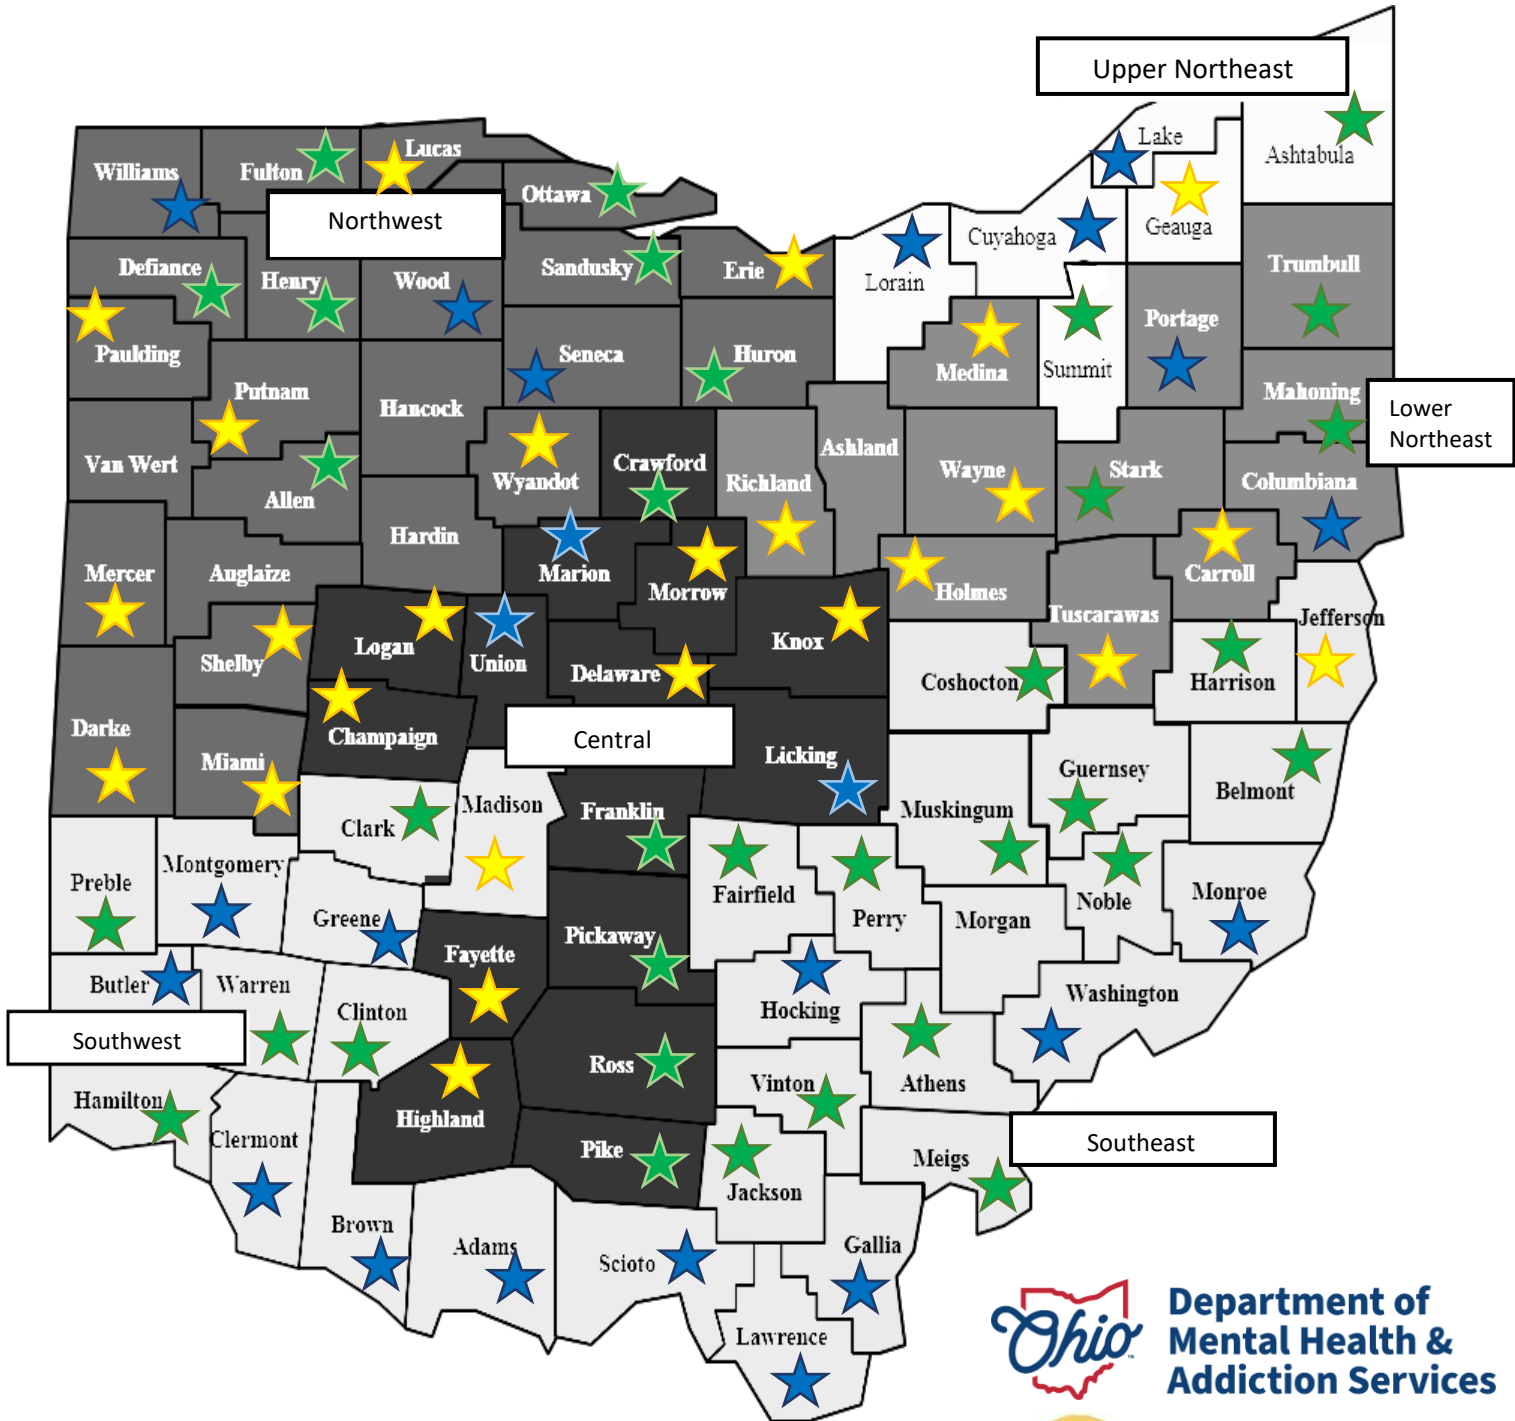 Upper Northeast
Lake
Ashtabula
Lucas
Williams
Fulton
Ottawa
Northwest
Geauga
Cuyahoga
Defiance
Henry
Wood
Sandusky
Erie
Lorain
Trumbull
Portage
Paulding
Seneca
Huron
Medina
Summit
Mahoning
Putnam
Hancock
Lower
Northeast
Ashland
Van Wert
Allen
Wyandot
Crawford
Richland
Wayne
Stark
Columbiana
Hardin
Mercer
Auglaize
Marion
Morrow
Holmes
Carroll
Tuscarawas
Jefferson
Shelby
Logan
Union
Delaware
Knox
Coshocton
Harrison
Darke
Champaign
Central
Miami
Licking
Guernsey
Belmont
Clark
Madison
Franklin
Muskingum
Preble
Montgomery
Fairfield
Perry
Morgan
Noble
Monroe
Greene
Pickaway
Fayette
Butler
Warren
Clinton
Hocking
Washington
Southwest
Ross
Vinton
Athens
Hamilton
Highland
Clermont
Pike
Jackson
Meigs
Southeast
Brown
Adams
Scioto
Gallia
Lawrence
Ohio
Department of
Mental Health &
Addiction Services